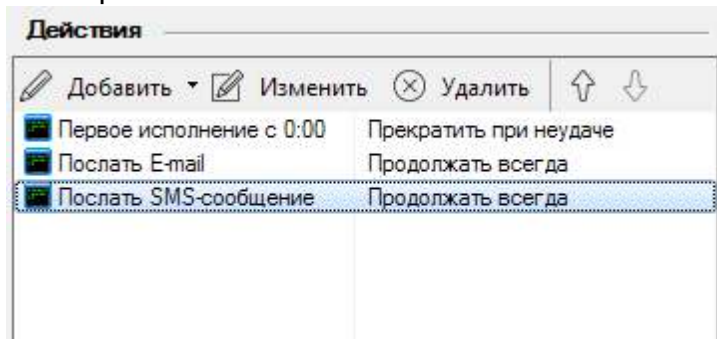 Действия
Добавить Изменить Удалить
Первое исполнение с 0:00 Прекратить при неудаче
Послать E-mail Продолжать всегда
Послать SMS-сообщение Продолжать всегда